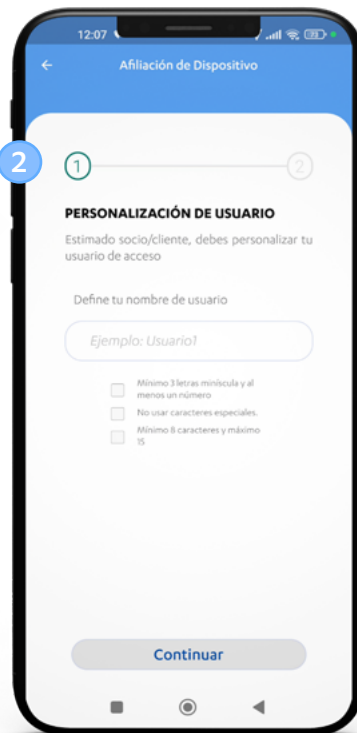 12:07
Afiliación de Dispositivo
2
1
2
PERSONALIZACIÓN DE USUARIO
Estimado socio/cliente, debes personalizar tu
usuario de acceso
Define tu nombre de usuario
Ejemplo: Usuario1
Mínimo 3 letras miníscula y al
menos un número
No usar caracteres especiales.
Mínimo 8 caracteres y máximo
15
Continuar